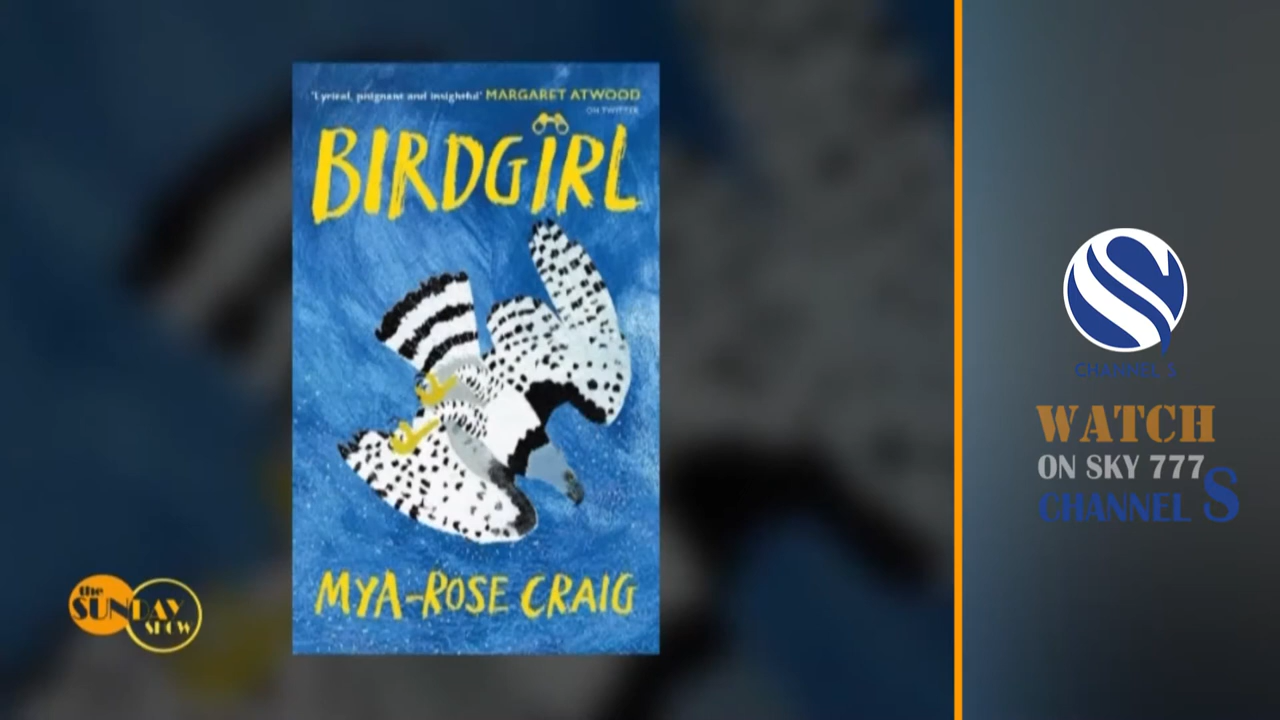 'Lyrical, poignant and insightful' MARGARET ATWOOD
ON TWITTER
BIRDGIRL
MYA-ROSE CRAIG
the
SUNDAY
SHOW
S
CHANNEL S
WATCH
ON SKY 777
CHANNEL S